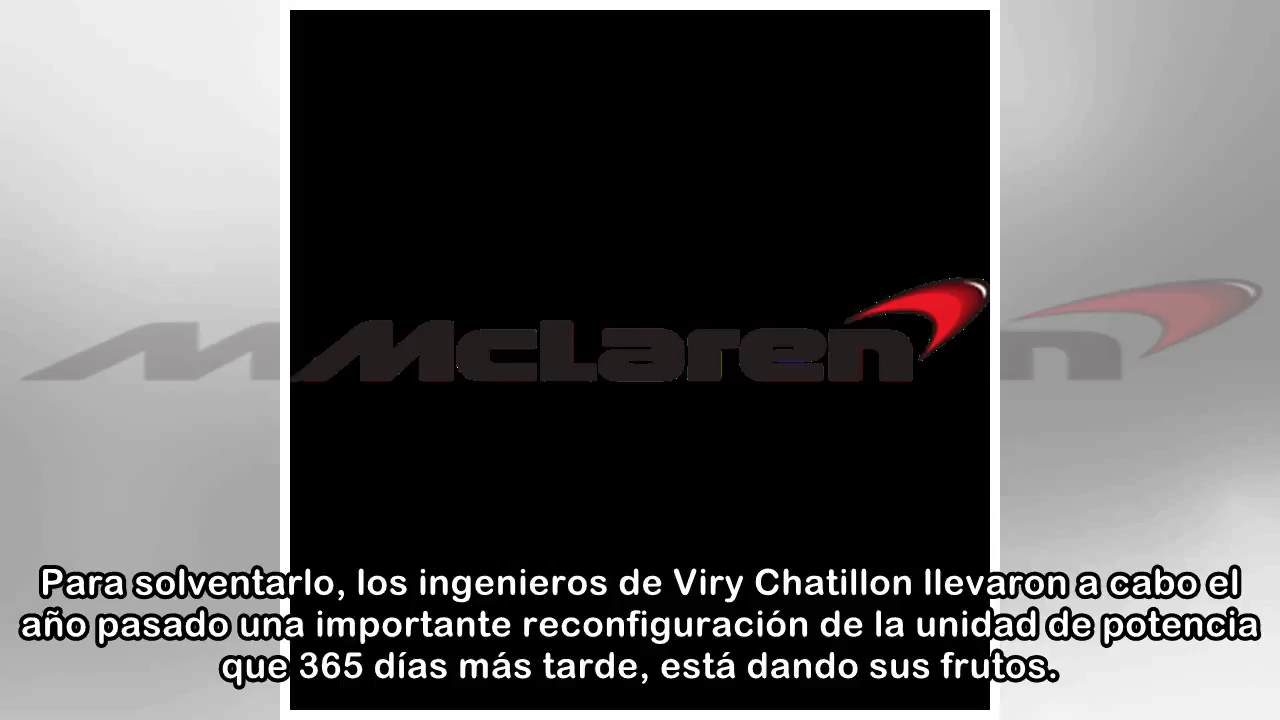 McLaren
Para solventarlo, los ingenieros de Viry Chatillon llevaron a cabo el
año pasado una importante reconfiguración de la unidad de potencia
que 365 días más tarde, está dando sus frutos.